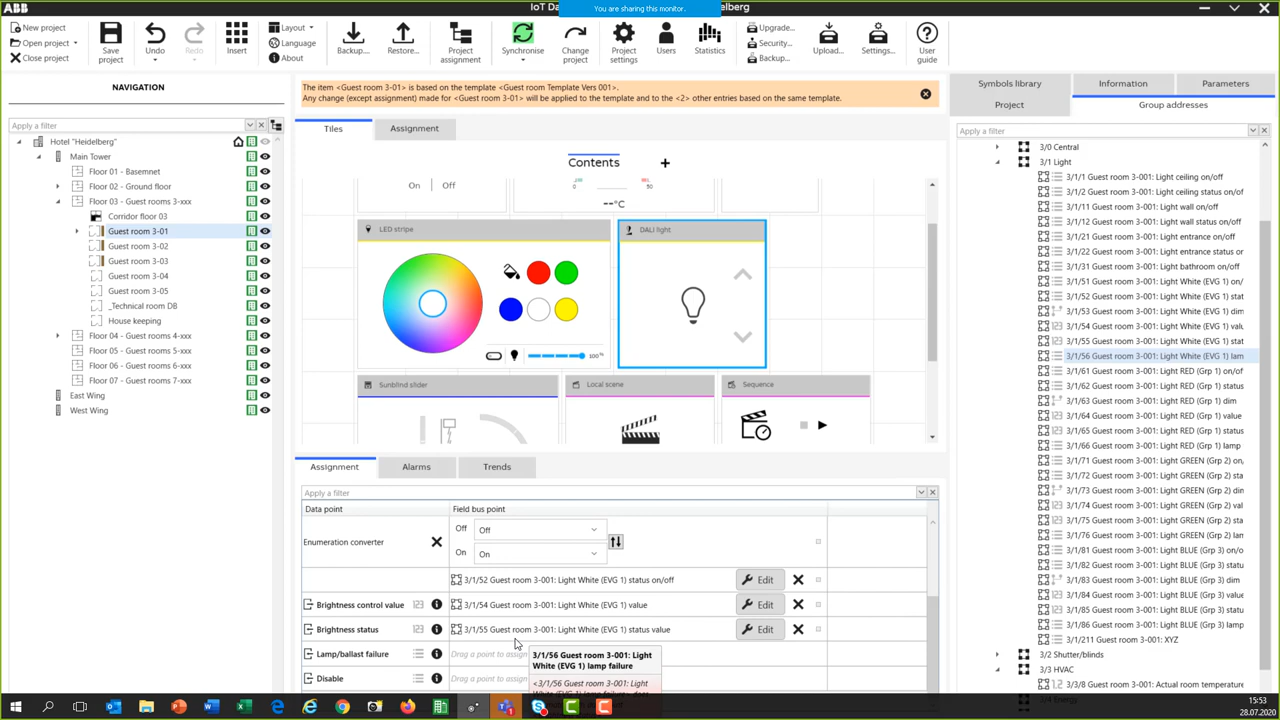 ABB
IoT Da
You are sharing this monitor.
elberg
New project
Open project
Close project
Save project
Undo
Redo
Insert
Layout
Language
About
Backup...
Restore...
Project assignment
Synchronise
Change project
Project settings
Users
Statistics
Upgrade...
Security...
Backup...
Upload...
Settings...
User guide
NAVIGATION
Apply a filter
Hotel "Heidelberg"
Main Tower
Floor 01 - Basemnet
Floor 02 - Ground floor
Floor 03 - Guest rooms 3-xxx
Corridor floor 03
Guest room 3-01
Guest room 3-02
Guest room 3-03
Guest room 3-04
Guest room 3-05
_Technical room DB
House keeping
Floor 04 - Guest rooms 4-xxx
Floor 05 - Guest rooms 5-xxx
Floor 06 - Guest rooms 6-xxx
Floor 07 - Guest rooms 7-xxx
East Wing
West Wing
The item <Guest room 3-01> is based on the template <Guest room Template Vers 001>.
Any change (except assignment) made for <Guest room 3-01> will be applied to the template and to the <2> other entries based on the same template.
Tiles
Assignment
Contents
On
Off
50
--°C
LED stripe
100%
DALI light
Sunblind slider
Local scene
Sequence
Assignment
Alarms
Trends
Apply a filter
Data point
Field bus point
Enumeration converter
Off
Off
On
On
3/1/52 Guest room 3-001: Light White (EVG 1) status on/off
Edit
Brightness control value
123
3/1/54 Guest room 3-001: Light White (EVG 1) value
Edit
Brightness status
123
3/1/55 Guest room 3-001: Light White (EVG 1) status value
Edit
Lamp/ballast failure
Drag a point to assign
Disable
Drag a point to assign
3/1/56 Guest room 3-001: Light White (EVG 1) lamp failure
<3/1/56 Guest room 3-001: Light
Symbols library
Information
Parameters
Project
Group addresses
Apply a filter
3/0 Central
3/1 Light
3/1/1 Guest room 3-001: Light ceiling on/off
3/1/2 Guest room 3-001: Light ceiling status on/of
3/1/11 Guest room 3-001: Light wall on/off
3/1/12 Guest room 3-001: Light wall status on/of
3/1/21 Guest room 3-001: Light entrance on/off
3/1/22 Guest room 3-001: Light entrance status o
3/1/31 Guest room 3-001: Light bathroom on/off
3/1/51 Guest room 3-001: Light White (EVG 1) on/
3/1/52 Guest room 3-001: Light White (EVG 1) stat
3/1/53 Guest room 3-001: Light White (EVG 1) dim
3/1/54 Guest room 3-001: Light White (EVG 1) valu
3/1/55 Guest room 3-001: Light White (EVG 1) stat
3/1/56 Guest room 3-001: Light White (EVG 1) lam
3/1/61 Guest room 3-001: Light RED (Grp 1) on/of
3/1/62 Guest room 3-001: Light RED (Grp 1) status
3/1/63 Guest room 3-001: Light RED (Grp 1) dim
3/1/64 Guest room 3-001: Light RED (Grp 1) value
3/1/65 Guest room 3-001: Light RED (Grp 1) status
3/1/66 Guest room 3-001: Light RED (Grp 1) lamp
3/1/71 Guest room 3-001: Light GREEN (Grp 2) on,
3/1/72 Guest room 3-001: Light GREEN (Grp 2) sta
3/1/73 Guest room 3-001: Light GREEN (Grp 2) dir
3/1/74 Guest room 3-001: Light GREEN (Grp 2) val
3/1/75 Guest room 3-001: Light GREEN (Grp 2) sta
3/1/76 Guest room 3-001: Light GREEN (Grp 2) lan
3/1/81 Guest room 3-001: Light BLUE (Grp 3) on/o
3/1/82 Guest room 3-001: Light BLUE (Grp 3) statu
3/1/83 Guest room 3-001: Light BLUE (Grp 3) dim
3/1/84 Guest room 3-001: Light BLUE (Grp 3) value
3/1/85 Guest room 3-001: Light BLUE (Grp 3) statu
3/1/86 Guest room 3-001: Light BLUE (Grp 3) lamp
3/1/211 Guest room 3-001: XYZ
3/2 Shutter/blinds
3/3 HVAC
3/3/8 Guest room 3-001: Actual room temperature
3/4 Energy
15:53
28.07.2020